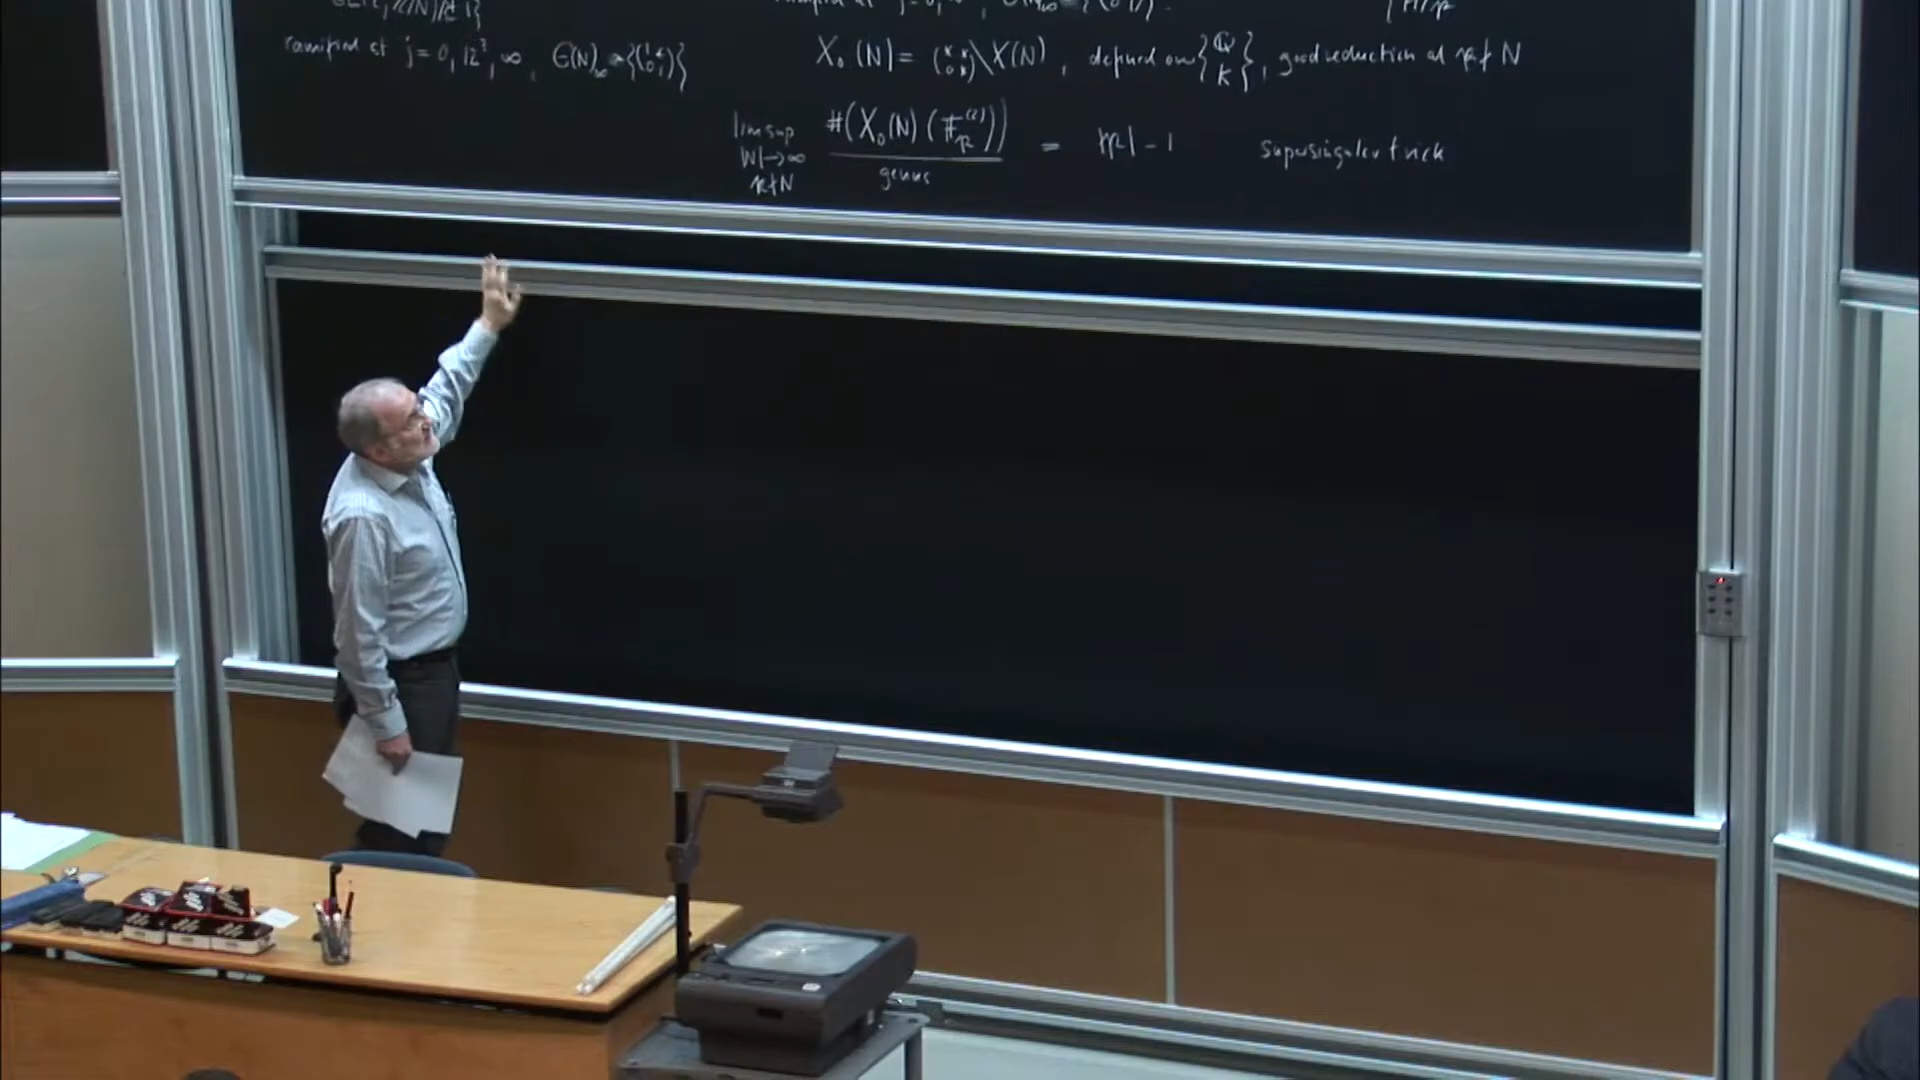 ramified at j = 0, 12³, ∞ , G(N)_∞ = {(1 * / 0 1)}
X₀(N) = (* * / 0 *)\X(N) , defined over {Q / K} , good reduction at 𝔭 ∤ N
lim sup |N|→∞ 𝔭∤N #(X₀(N)(𝔽_𝔭^(2))) / genus = |𝔭| - 1 supersingular trick